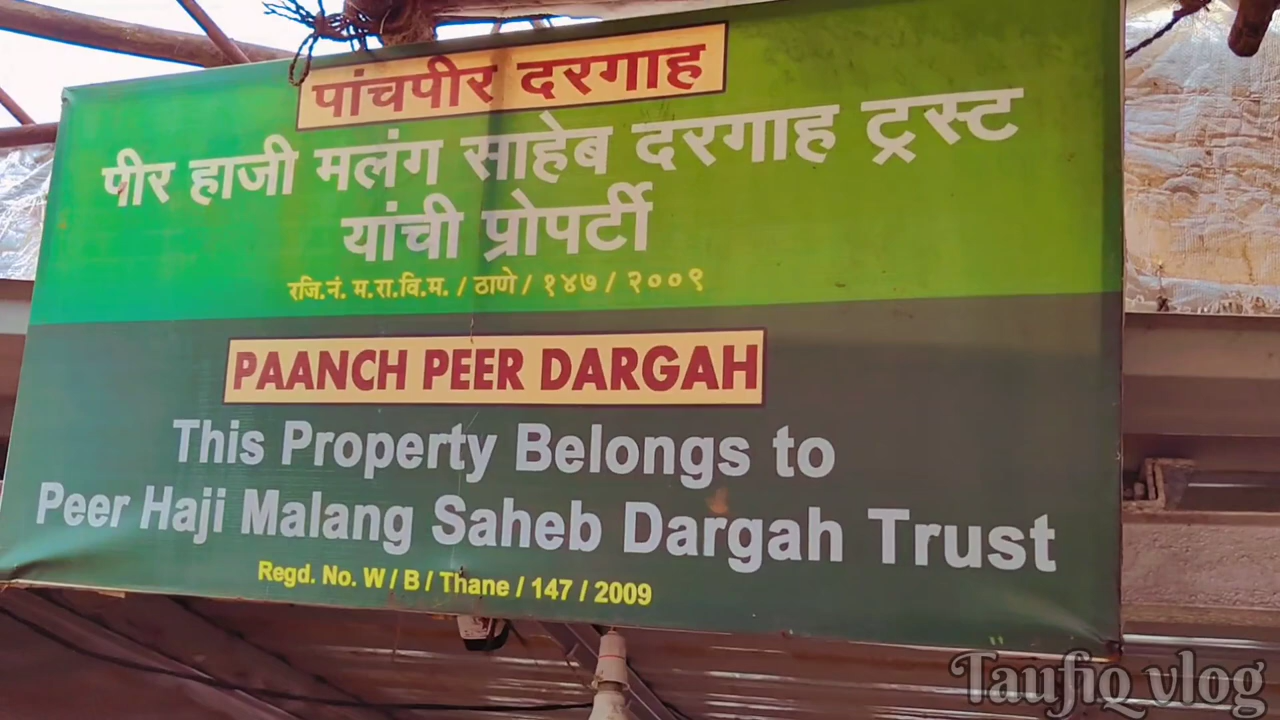 पांचपीर दरगाह
पीर हाजी मलंग साहेब दरगाह ट्रस्ट
यांची प्रोपर्टी
रजि.नं. म.रा.वि.म. / ठाणे / १४७ / २००९
PAANCH PEER DARGAH
This Property Belongs to
Peer Haji Malang Saheb Dargah Trust
Regd. No. W / B / Thane / 147 / 2009
Taufiq vlog